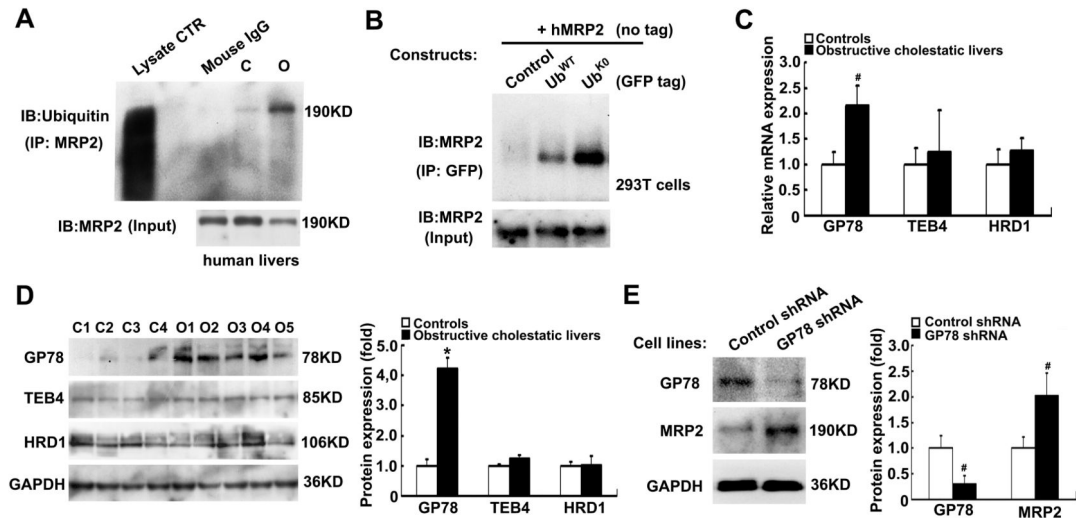 A
Lysate CTR
Mouse IgG
C O
IB:Ubiquitin
(IP: MRP2)
190KD
IB:MRP2 (Input)
190KD
human livers
B
+ hMRP2 (no tag)
Constructs:
Control
Ub^WT
Ub^K0
(GFP tag)
IB:MRP2
(IP: GFP)
293T cells
IB:MRP2
(Input)
C
Controls
Obstructive cholestatic livers
Relative mRNA expression
3.0
2.5
2.0
1.5
1.0
0.5
0
#
GP78 TEB4 HRD1
D
C1 C2 C3 C4 O1 O2 O3 O4 O5
GP78 78KD
TEB4 85KD
HRD1 106KD
GAPDH 36KD
Controls
Obstructive cholestatic livers
Protein expression (fold)
5.0
4.0
3.0
2.0
1.0
0
*
GP78 TEB4 HRD1
E
Control shRNA
GP78 shRNA
Cell lines:
GP78 78KD
MRP2 190KD
GAPDH 36KD
Control shRNA
GP78 shRNA
Protein expression (fold)
3.0
2.5
2.0
1.5
1.0
0.5
0
#
#
GP78 MRP2